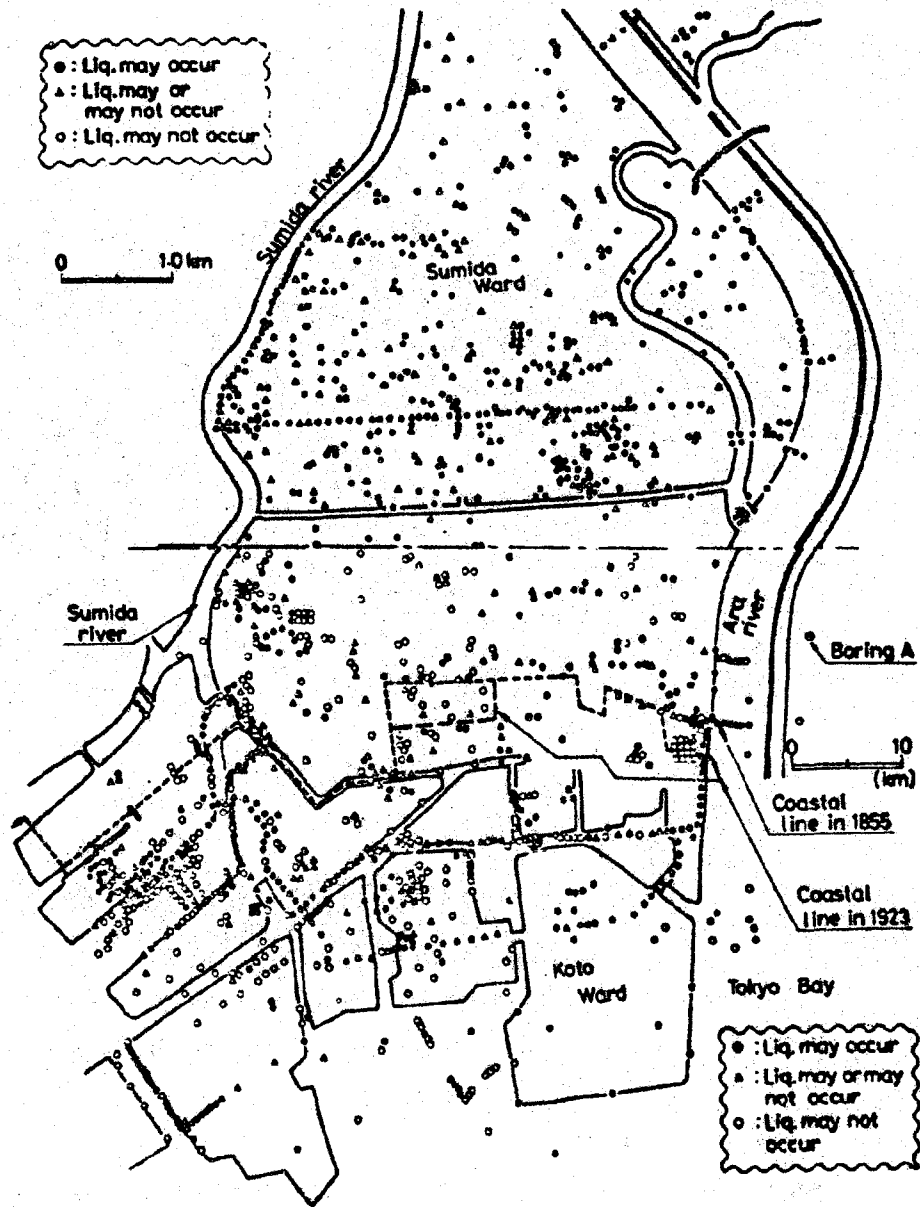 ● : Liq. may occur
▲ : Liq. may or
may not occur
○ : Liq. may not occur
Sumida river
0 1.0 km
Sumida
Ward
Sumida
river
Ara
river
Boring A
0 10
(km)
Coastal
line in 1855
Coastal
line in 1923
Koto
Ward
Tokyo Bay
● : Liq. may occur
▲ : Liq. may or may
not occur
○ : Liq. may not
occur